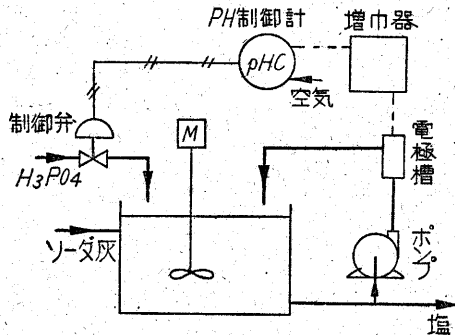 PH制御計
増巾器
pHC
空気
制御弁
M
電極槽
H3PO4
ソーダ灰
ポンプ
塩